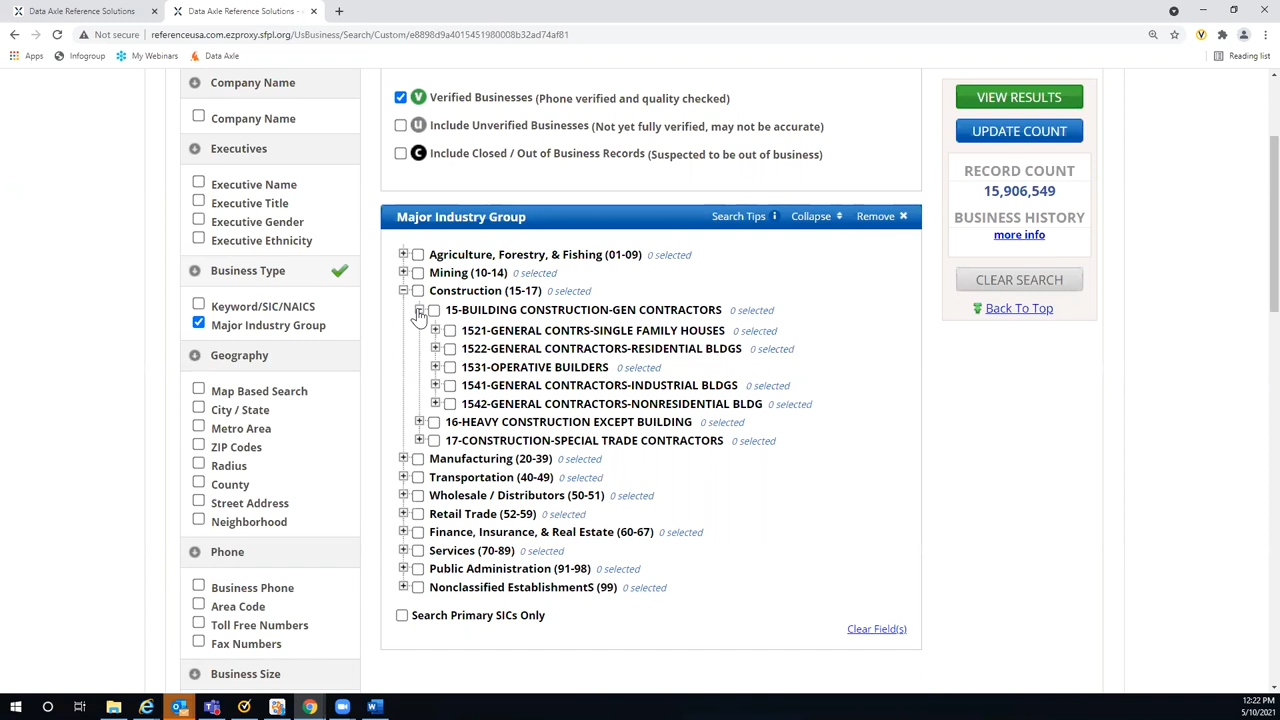 Data Axle Reference Solutions
Data Axle Reference Solutions -
Not secure
referenceusa.com.ezproxy.sfpl.org/UsBusiness/Search/Custom/e8898d9a4015451980008b32ad74af81
Apps
Infogroup
My Webinars
Data Axle
Reading list
Company Name
Company Name
Executives
Executive Name
Executive Title
Executive Gender
Executive Ethnicity
Business Type
Keyword/SIC/NAICS
Major Industry Group
Geography
Map Based Search
City / State
Metro Area
ZIP Codes
Radius
County
Street Address
Neighborhood
Phone
Business Phone
Area Code
Toll Free Numbers
Fax Numbers
Business Size
V Verified Businesses (Phone verified and quality checked)
u Include Unverified Businesses (Not yet fully verified, may not be accurate)
C Include Closed / Out of Business Records (Suspected to be out of business)
Major Industry Group Search Tips i Collapse Remove
Agriculture, Forestry, & Fishing (01-09) 0 selected
Mining (10-14) 0 selected
Construction (15-17) 0 selected
15-BUILDING CONSTRUCTION-GEN CONTRACTORS 0 selected
1521-GENERAL CONTRS-SINGLE FAMILY HOUSES 0 selected
1522-GENERAL CONTRACTORS-RESIDENTIAL BLDGS 0 selected
1531-OPERATIVE BUILDERS 0 selected
1541-GENERAL CONTRACTORS-INDUSTRIAL BLDGS 0 selected
1542-GENERAL CONTRACTORS-NONRESIDENTIAL BLDG 0 selected
16-HEAVY CONSTRUCTION EXCEPT BUILDING 0 selected
17-CONSTRUCTION-SPECIAL TRADE CONTRACTORS 0 selected
Manufacturing (20-39) 0 selected
Transportation (40-49) 0 selected
Wholesale / Distributors (50-51) 0 selected
Retail Trade (52-59) 0 selected
Finance, Insurance, & Real Estate (60-67) 0 selected
Services (70-89) 0 selected
Public Administration (91-98) 0 selected
Nonclassified EstablishmentS (99) 0 selected
Search Primary SICs Only
Clear Field(s)
VIEW RESULTS
UPDATE COUNT
RECORD COUNT
15,906,549
BUSINESS HISTORY
more info
CLEAR SEARCH
Back To Top
12:22 PM
5/10/2021